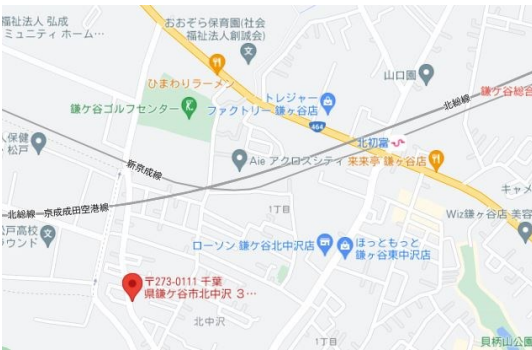 福祉法人 弘成
ミュニティ ホーム…
おおぞら保育園(社会
福祉法人創誠会)
ひまわりラーメン
山口園
鎌ケ谷ゴルフセンター
トレジャー
ファクトリー 鎌ヶ谷店
464
北総線
鎌ケ谷総合
北初富
人保健
・松戸
新京成線
Aie アクロスシティ
来来亭 鎌ヶ谷店
キャメ
北総線—京成成田空港線
1丁目
Wiz鎌ヶ谷店 美容
戸高校
ラウンド
ローソン 鎌ケ谷北中沢店
ほっともっと
鎌ヶ谷東中沢店
〒273-0111 千葉
県鎌ケ谷市北中沢 3…
北中沢
1丁目
貝柄山公園